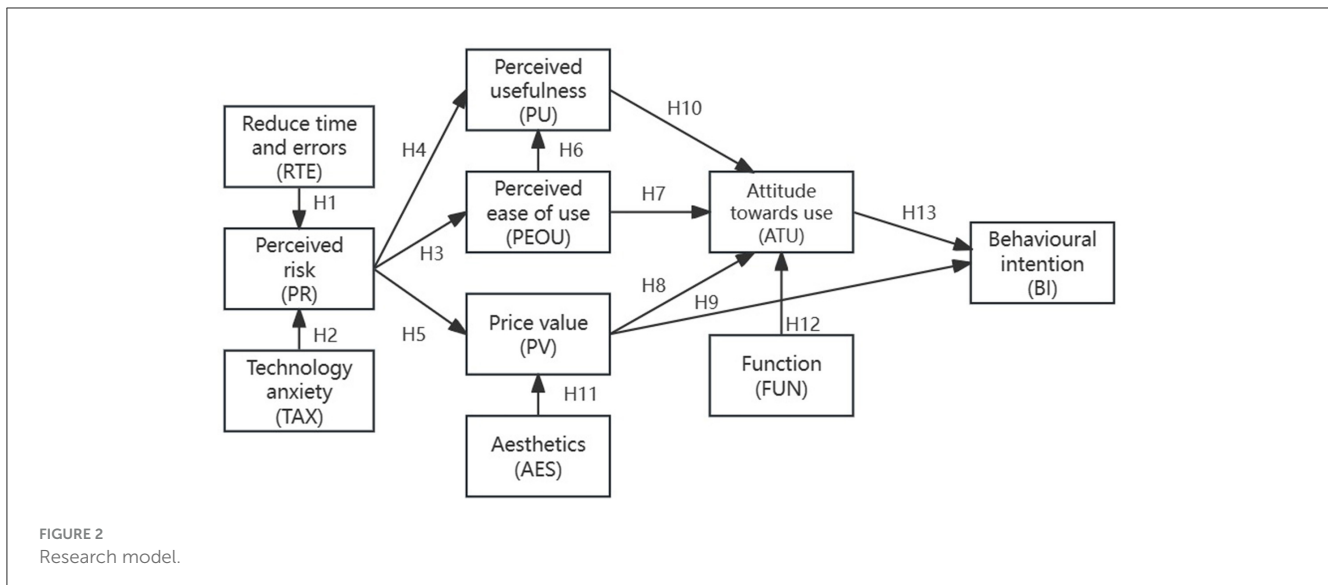 Reduce time
and errors
(RTE)
H1
Perceived
risk
(PR)
H2
Technology
anxiety
(TAX)
H4
H3
H5
Perceived
usefulness
(PU)
H6
Perceived
ease of use
(PEOU)
Price value
(PV)
H11
Aesthetics
(AES)
H10
H7
H8
H9
Attitude
towards use
(ATU)
H12
Function
(FUN)
H13
Behavioural
intention
(BI)
FIGURE 2
Research model.